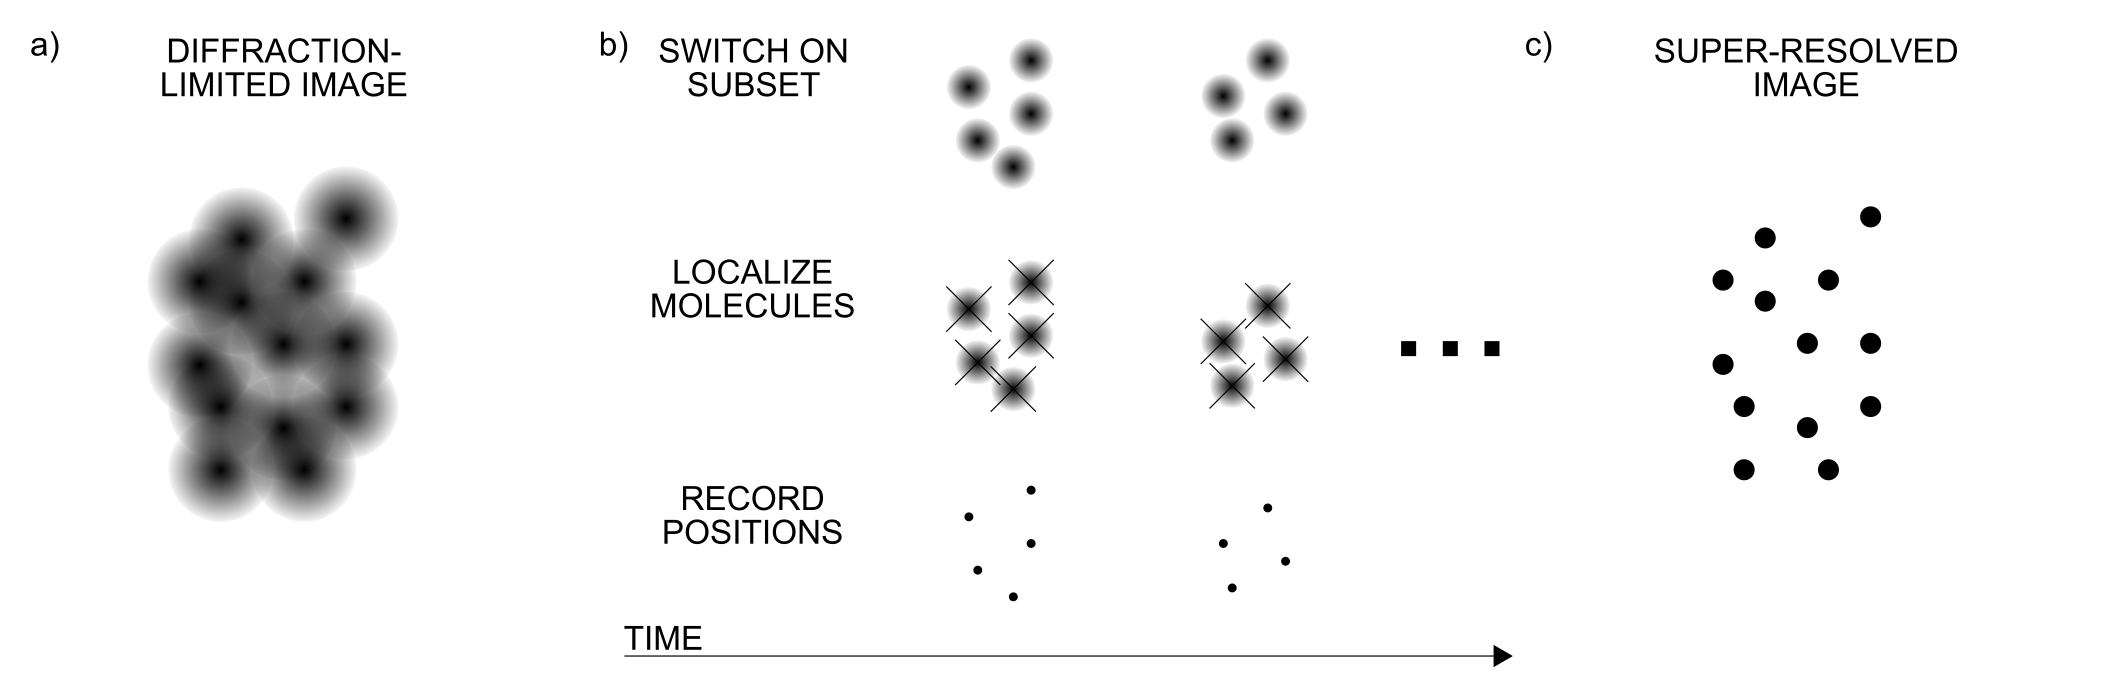 a)
DIFFRACTION-
LIMITED IMAGE
b)
SWITCH ON
SUBSET
LOCALIZE
MOLECULES
RECORD
POSITIONS
TIME
c)
SUPER-RESOLVED
IMAGE